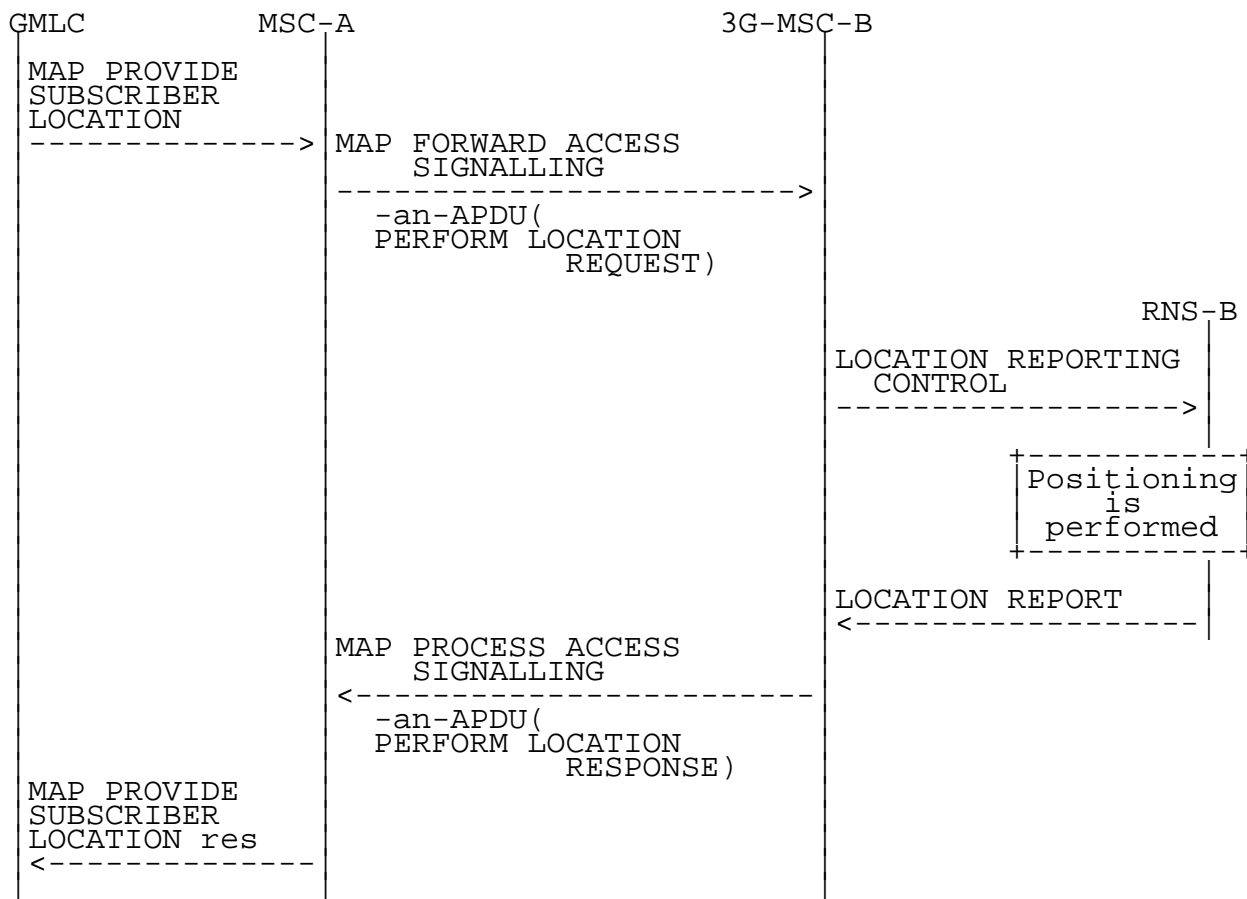 GMLC MSC-A 3G-MSC-B
MAP PROVIDE
SUBSCRIBER
LOCATION
MAP FORWARD ACCESS
SIGNALLING
-an-APDU(
PERFORM LOCATION
REQUEST)
RNS-B
LOCATION REPORTING
CONTROL
Positioning
is
performed
LOCATION REPORT
MAP PROCESS ACCESS
SIGNALLING
-an-APDU(
PERFORM LOCATION
RESPONSE)
MAP PROVIDE
SUBSCRIBER
LOCATION res